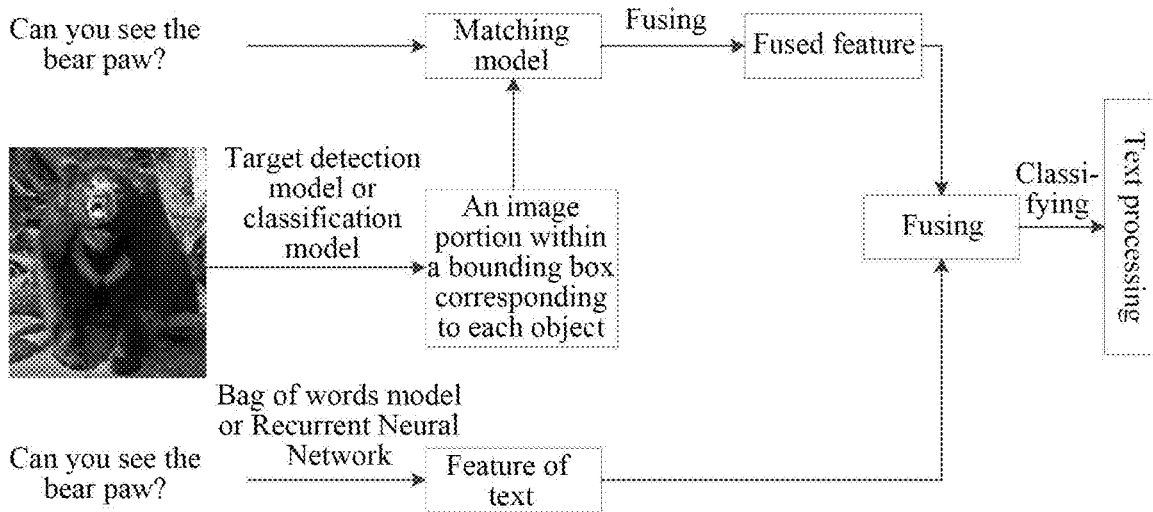 Can you see the
bear paw?
Matching
model
Fusing
Fused feature
Target detection
model or
classification
model
An image
portion within
a bounding box
corresponding
to each object
Fusing
Classi-
fying
Text processing
Bag of words model
or Recurrent Neural
Network
Can you see the
bear paw?
Feature of
text